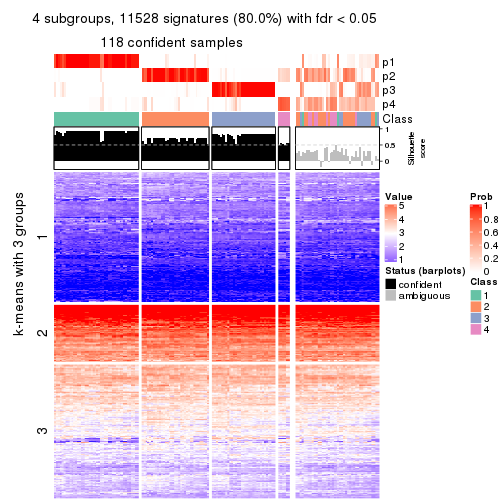 4 subgroups, 11528 signatures (80.0%) with fdr < 0.05
118 confident samples
p1
p2
p3
p4
Class
1
0.5
0
Silhouette
score
k-means with 3 groups
1
2
3
Value
5
4
3
2
1
Status (barplots)
confident
ambiguous
Prob
1
0.8
0.6
0.4
0.2
0
Class
1
2
3
4